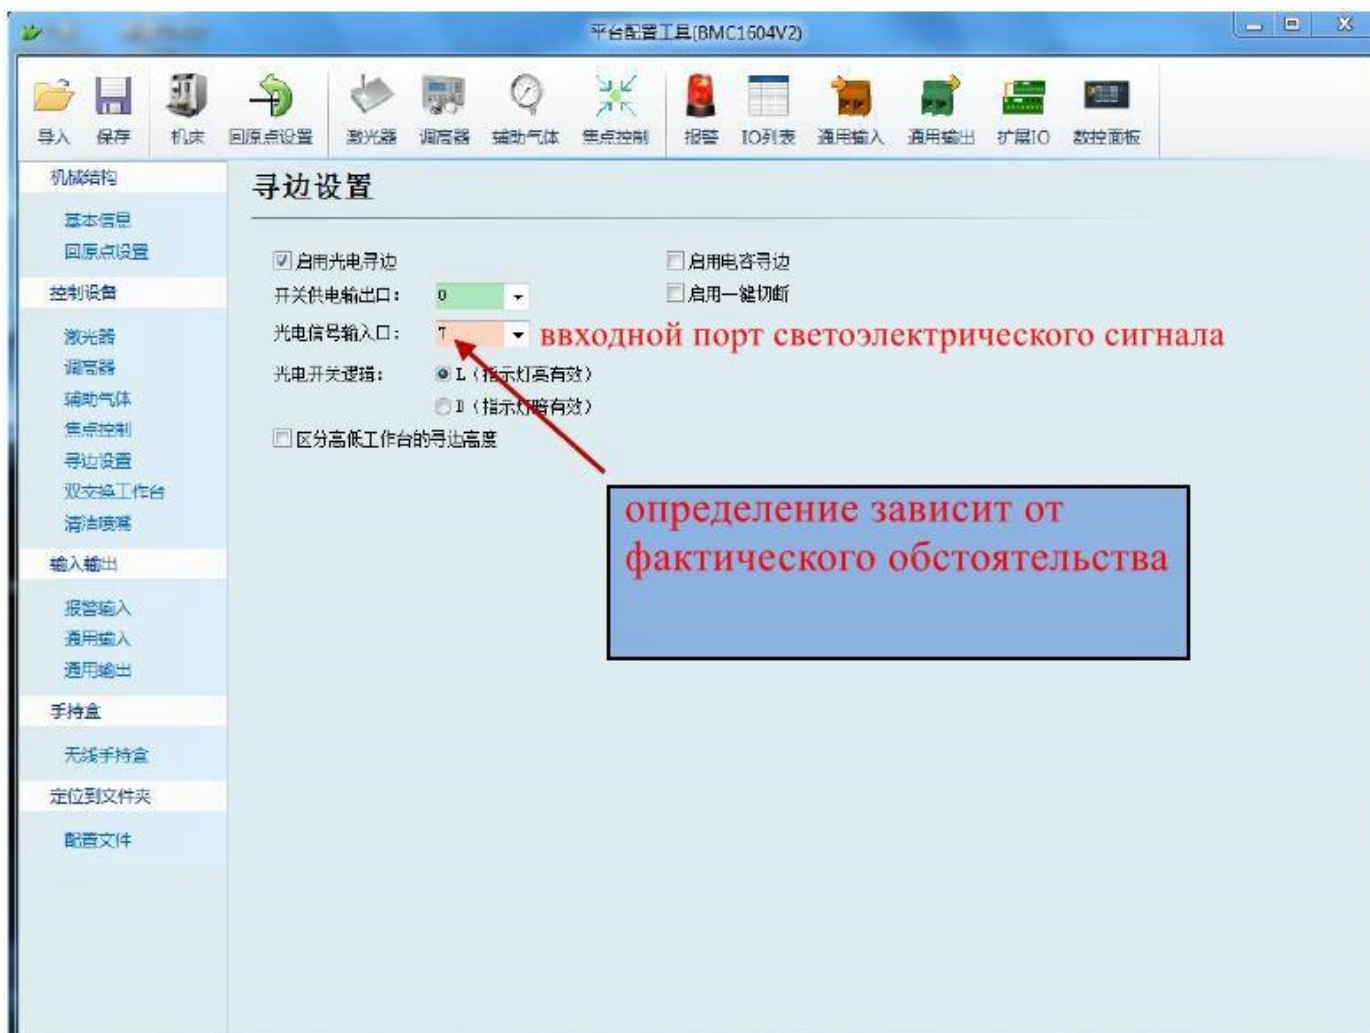 平台配置工具(BMC1604V2)
导入 保存 机床 回原点设置 激光器 调高器 辅助气体 焦点控制 报警 IO列表 通用输入 通用输出 扩展IO 数控面板
机械结构
基本信息
回原点设置
控制设备
激光器
调高器
辅助气体
焦点控制
寻边设置
双交换工作台
清洁喷嘴
输入输出
报警输入
通用输入
通用输出
手持盒
无线手持盒
定位到文件夹
配置文件
寻边设置
启用光电寻边 启用电容寻边
开关供电输出口: 0 启用一键切断
光电信号输入口: 7 ввходной порт светоэлектрического сигнала
光电开关逻辑: L (指示灯亮有效)
D (指示灯暗有效)
区分高低工作台的寻边高度
определение зависит от
фактического обстоятельства